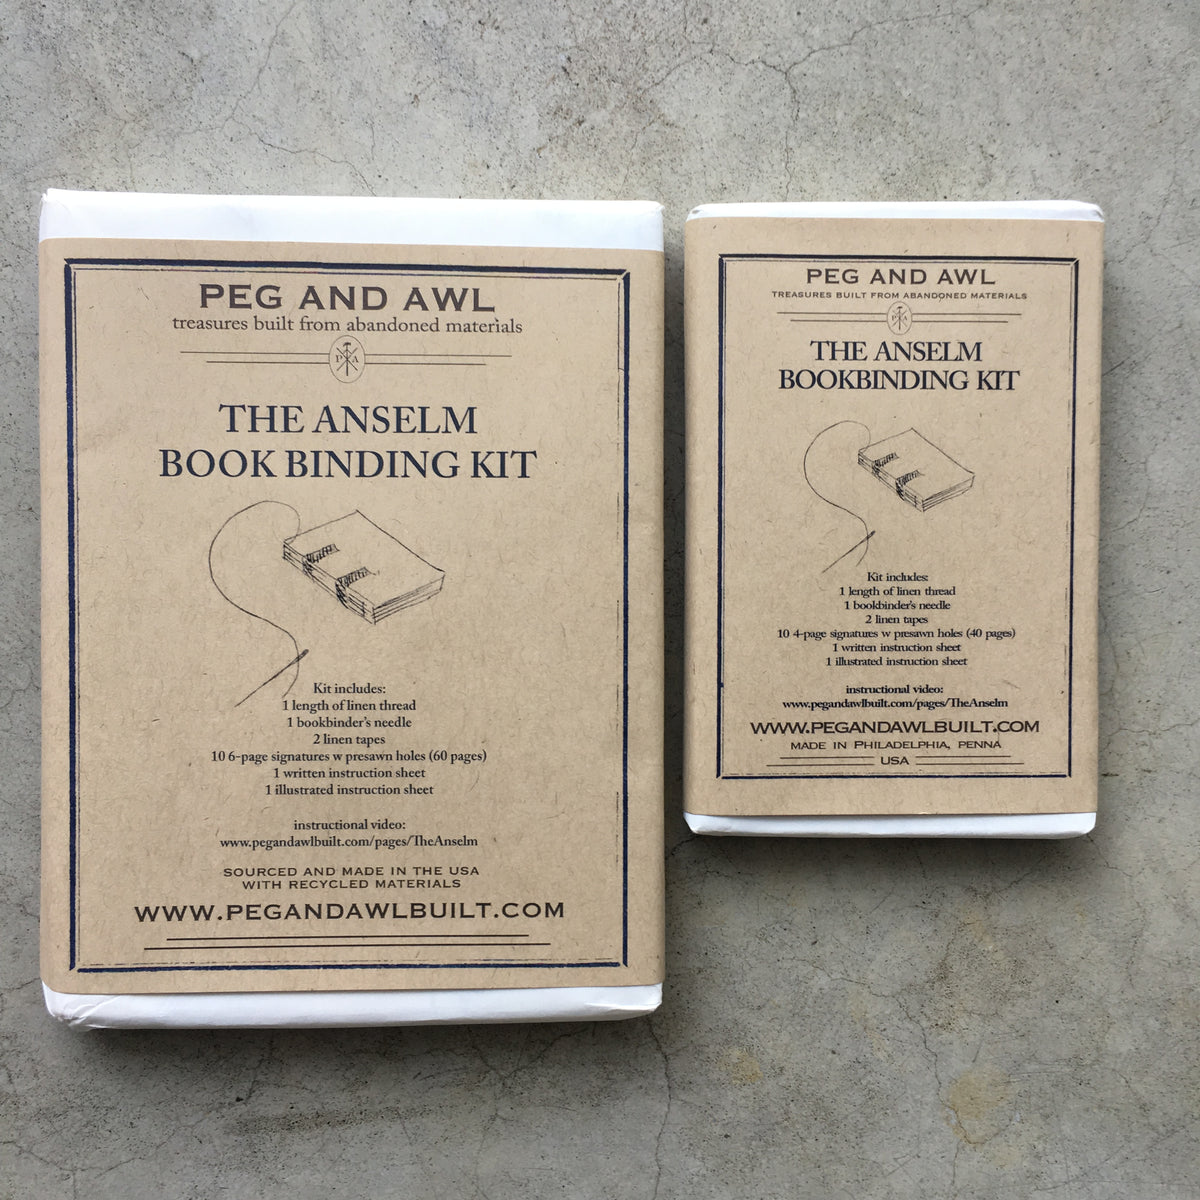 PEG AND AWL
treasures built from abandoned materials
P A
THE ANSELM
BOOK BINDING KIT
Kit includes:
1 length of linen thread
1 bookbinder's needle
2 linen tapes
10 6-page signatures w presawn holes (60 pages)
1 written instruction sheet
1 illustrated instruction sheet
instructional video:
www.pegandawlbuilt.com/pages/TheAnselm
SOURCED AND MADE IN THE USA
WITH RECYCLED MATERIALS
WWW.PEGANDAWLBUILT.COM
PEG AND AWL
TREASURES BUILT FROM ABANDONED MATERIALS
P A
THE ANSELM
BOOKBINDING KIT
Kit includes:
1 length of linen thread
1 bookbinder's needle
2 linen tapes
10 4-page signatures w presawn holes (40 pages)
1 written instruction sheet
1 illustrated instruction sheet
instructional video:
www.pegandawlbuilt.com/pages/TheAnselm
WWW.PEGANDAWLBUILT.COM
MADE IN PHILADELPHIA, PENNA
USA